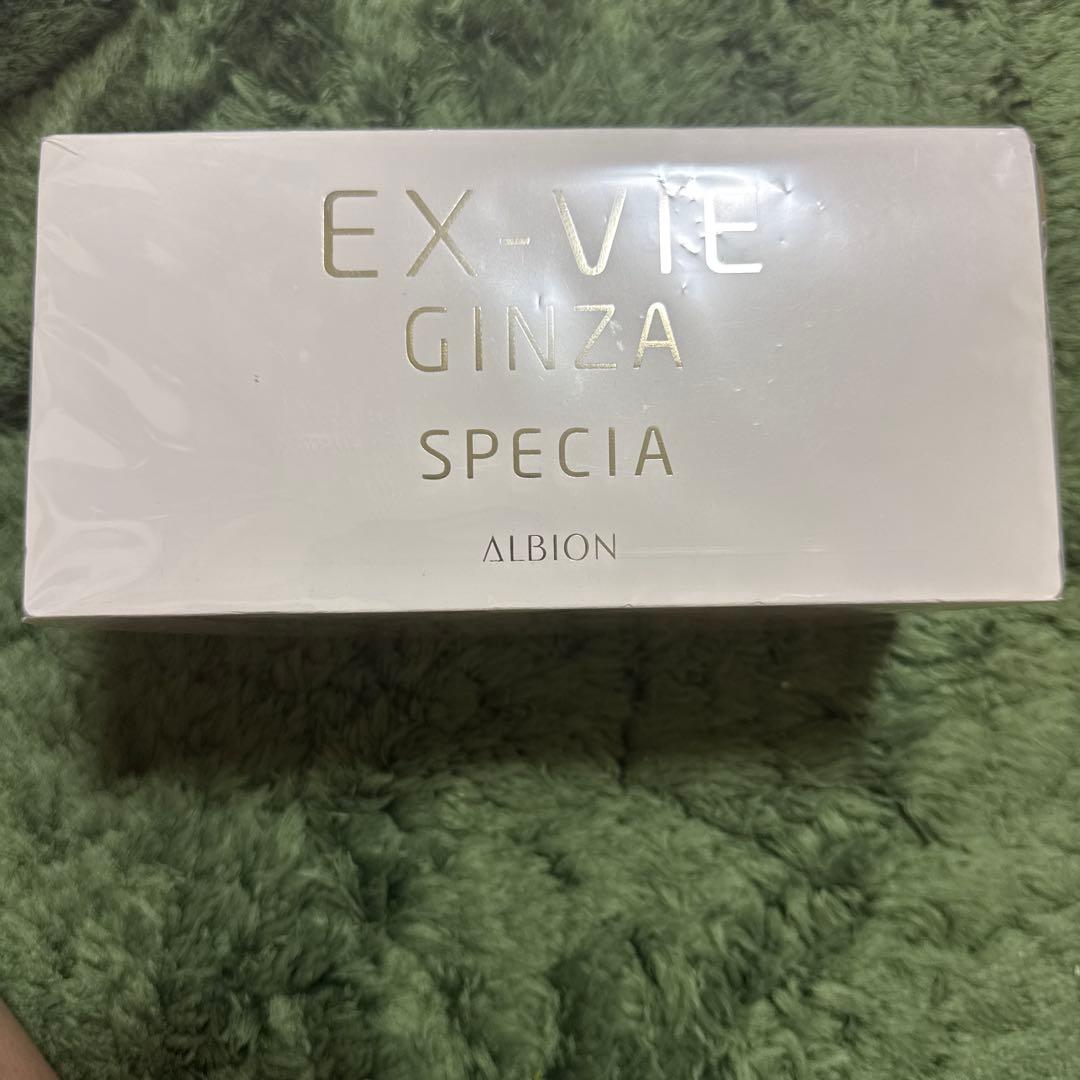 EX-VIE
GINZA
SPECIA
ALBION